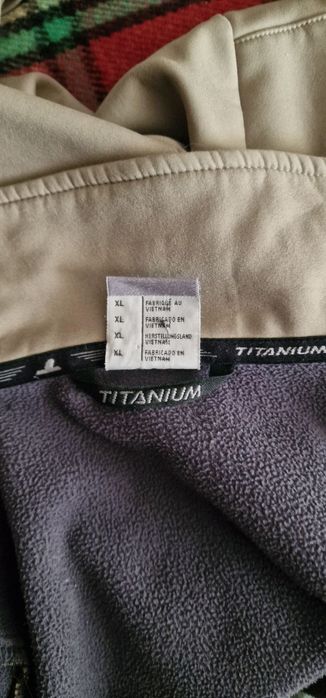 XL FABRIQUÉ AU
VIETNAM
XL FABRICADO EN
VIETNAM
XL HERSTELLUNGSLAND
VIETNAM
XL FABRICADO EN
VIETNAM
TITANIUM
TITANIUM